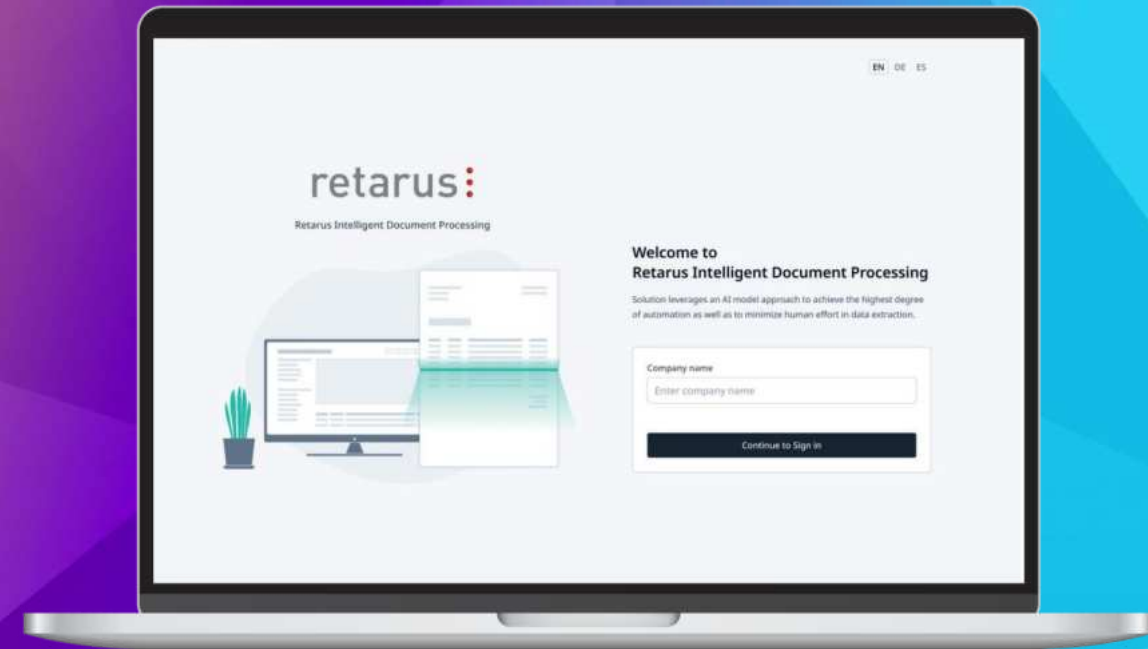 EN DE ES
retarus
Retarus Intelligent Document Processing
Welcome to
Retarus Intelligent Document Processing
Solution leverages an AI model approach to achieve the highest degree
of automation as well as to minimize human effort in data extraction.
Company name
Enter company name
Continue to Sign in